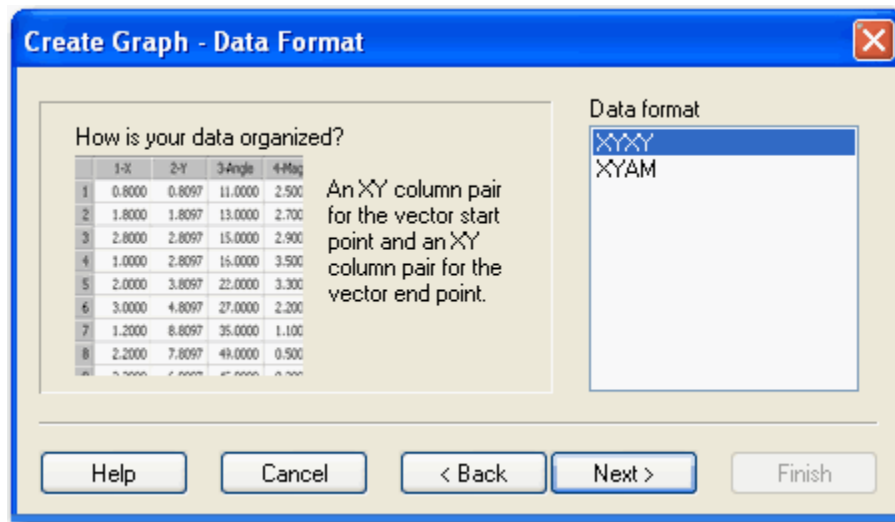 Create Graph - Data Format
How is your data organized?
1-X 2-Y 3-Angle 4-Mag
1 0.8000 0.8097 11.0000 2.500
2 1.8000 1.8097 13.0000 2.700
3 2.8000 2.8097 15.0000 2.900
4 1.0000 2.8097 16.0000 3.500
5 2.0000 3.8097 22.0000 3.300
6 3.0000 4.8097 27.0000 2.200
7 1.2000 8.8097 35.0000 1.100
8 2.2000 7.8097 49.0000 0.500
An XY column pair
for the vector start
point and an XY
column pair for the
vector end point.
Data format
XYXY
XYAM
Help
Cancel
< Back
Next >
Finish